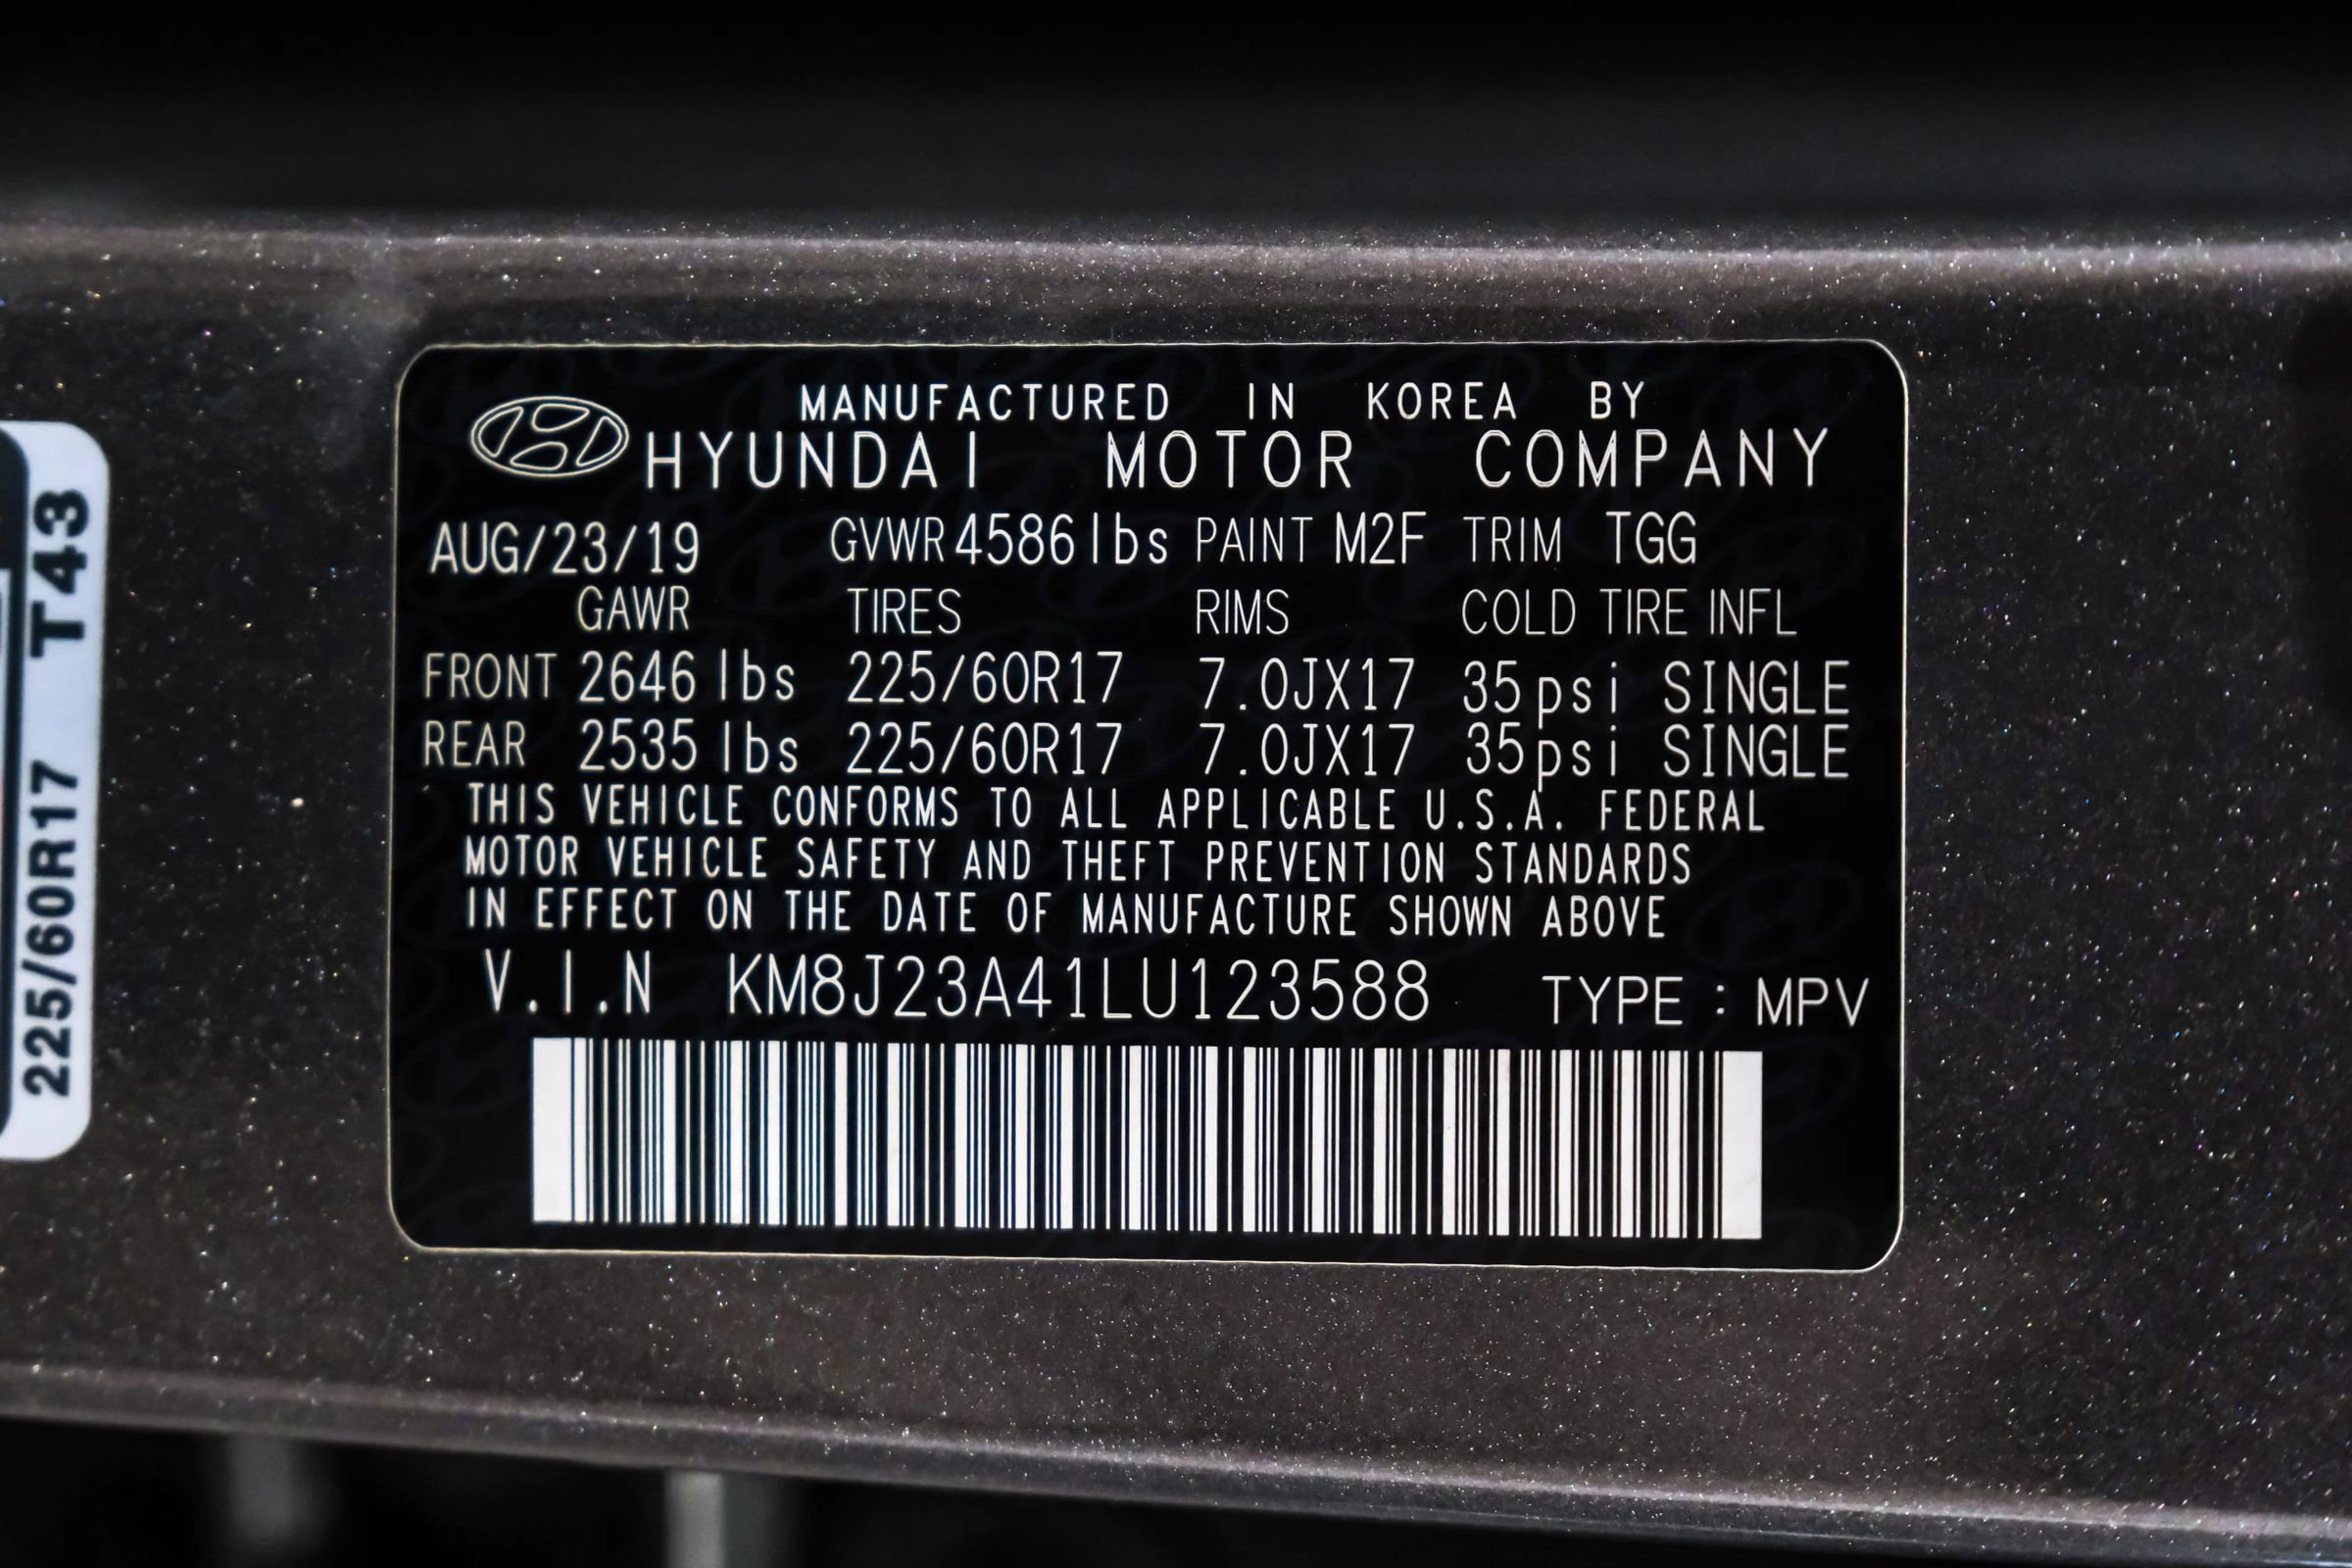 MANUFACTURED IN KOREA BY
HYUNDAI MOTOR COMPANY
AUG/23/19 GVWR 4586 lbs PAINT M2F TRIM TGG
GAWR TIRES RIMS COLD TIRE INFL
FRONT 2646 lbs 225/60R17 7.0JX17 35psi SINGLE
REAR 2535 lbs 225/60R17 7.0JX17 35psi SINGLE
THIS VEHICLE CONFORMS TO ALL APPLICABLE U.S.A. FEDERAL
MOTOR VEHICLE SAFETY AND THEFT PREVENTION STANDARDS
IN EFFECT ON THE DATE OF MANUFACTURE SHOWN ABOVE
V.I.N KM8J23A41LU123588 TYPE : MPV
225/60R17 T43